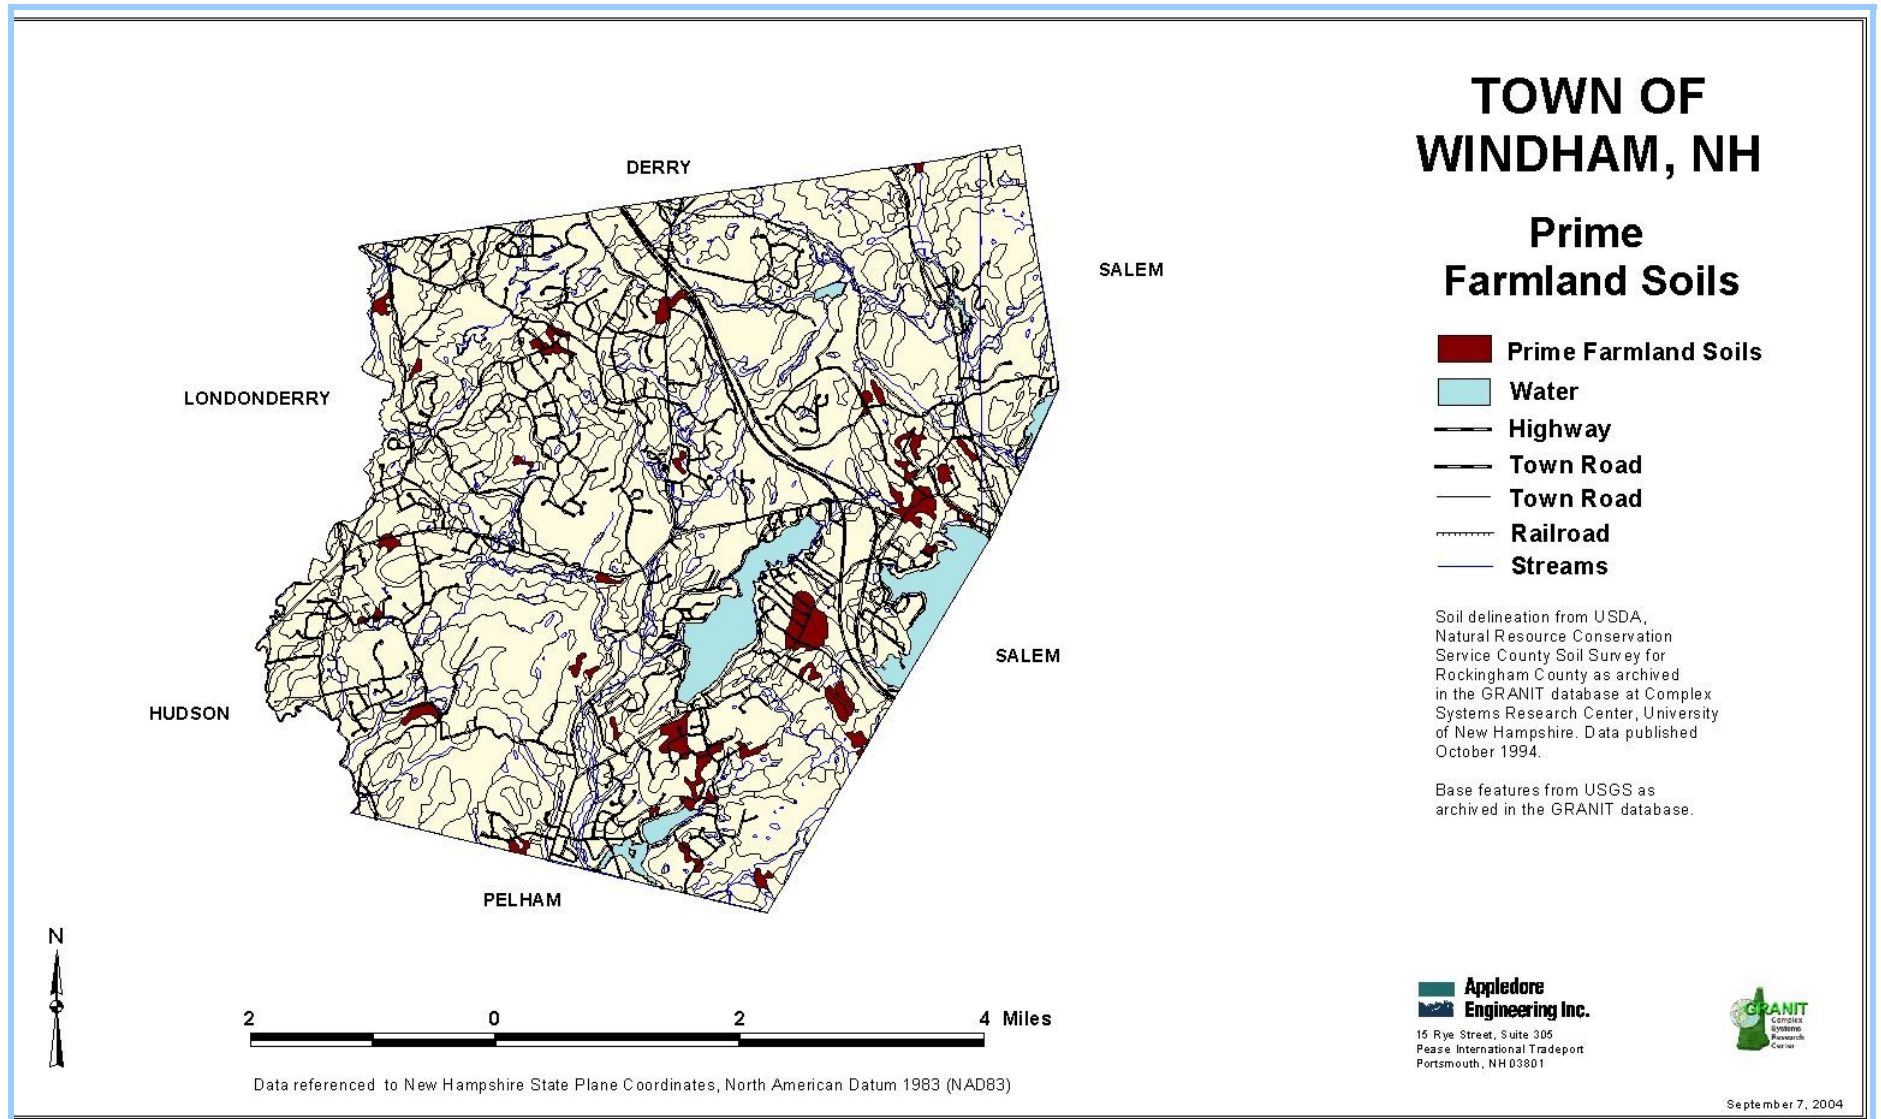 TOWN OF
WINDHAM, NH
Prime
Farmland Soils
Prime Farmland Soils
Water
Highway
Town Road
Town Road
Railroad
Streams
Soil delineation from USDA,
Natural Resource Conservation
Service County Soil Survey for
Rockingham County as archived
in the GRANIT database at Complex
Systems Research Center, University
of New Hampshire. Data published
October 1994.
Base features from USGS as
archived in the GRANIT database.
DERRY
SALEM
LONDONDERRY
SALEM
HUDSON
PELHAM
N
2 0 2 4 Miles
Data referenced to New Hampshire State Plane Coordinates, North American Datum 1983 (NAD83)
Appledore
Engineering Inc.
15 Rye Street, Suite 305
Pease International Tradeport
Portsmouth, NH 03801
GRANIT
Complex
Systems
Research
Center
September 7, 2004